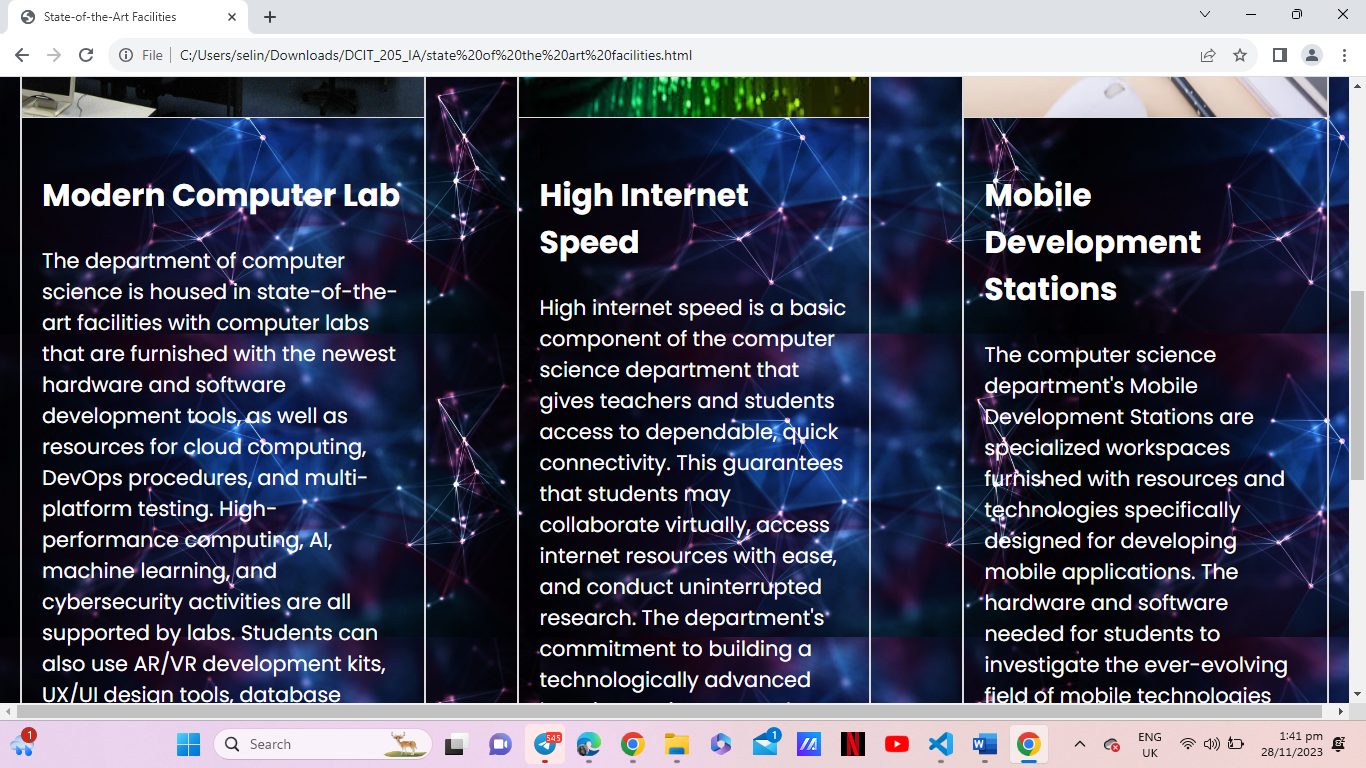 State-of-the-Art Facilities
File
C:/Users/selin/Downloads/DCIT_205_IA/state%20of%20the%20art%20facilities.html
Modern Computer Lab
The department of computer
science is housed in state-of-the-
art facilities with computer labs
that are furnished with the newest
hardware and software
development tools, as well as
resources for cloud computing,
DevOps procedures, and multi-
platform testing. High-
performance computing, AI,
machine learning, and
cybersecurity activities are all
supported by labs. Students can
also use AR/VR development kits,
UX/UI design tools, database
High Internet
Speed
High internet speed is a basic
component of the computer
science department that
gives teachers and students
access to dependable, quick
connectivity. This guarantees
that students may
collaborate virtually, access
internet resources with ease,
and conduct uninterrupted
research. The department's
commitment to building a
technologically advanced
Mobile
Development
Stations
The computer science
department's Mobile
Development Stations are
specialized workspaces
furnished with resources and
technologies specifically
designed for developing
mobile applications. The
hardware and software
needed for students to
investigate the ever-evolving
field of mobile technologies
1
Search
545
1
ENG
UK
1:41 pm
28/11/2023